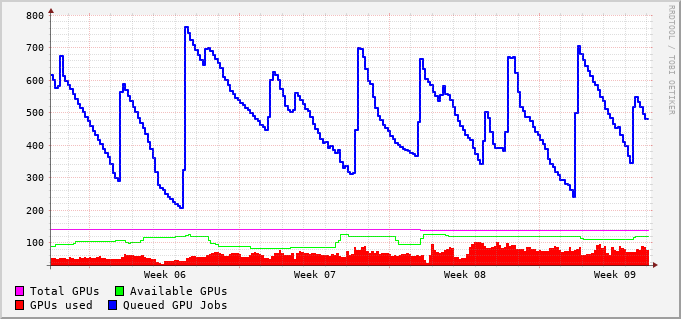 800
700
600
500
400
300
200
100
Week 06 Week 07 Week 08 Week 09
Total GPUs Available GPUs
GPUs used Queued GPU Jobs
RRDTOOL / TOBI OETIKER